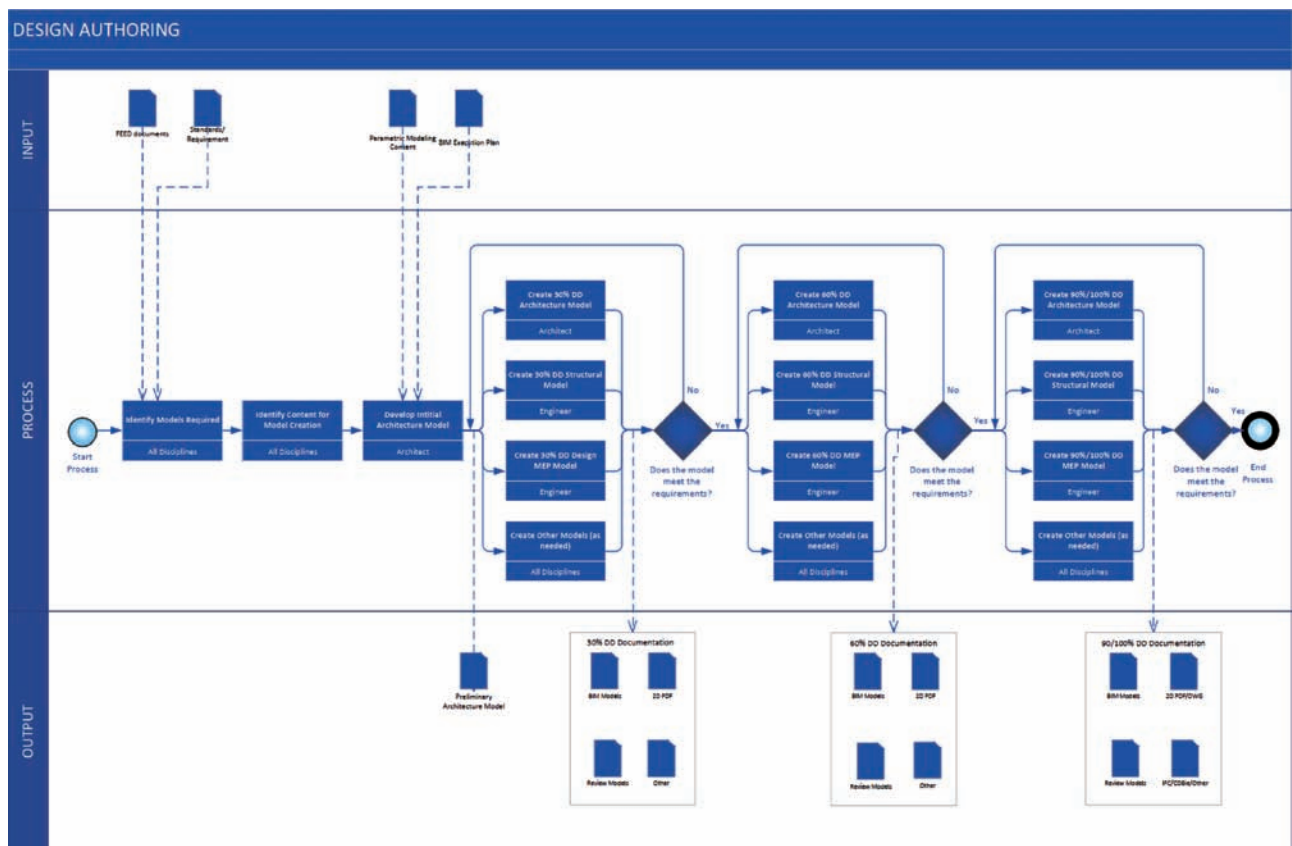 DESIGN AUTHORING
INPUT
FEED documents
Standards/
Requirement
Parametric Modeling
Content
BIM Execution Plan
PROCESS
Start
Process
Identify Models Required
All Disciplines
Identify Content for
Model Creation
All Disciplines
Develop Intitial
Architecture Model
Architect
Create 30% DD
Architecture Model
Architect
Create 30% DD Structural
Model
Engineer
Create 30% DD Design
MEP Model
Engineer
Create Other Models (as
needed)
All Disciplines
No
Yes
Does the model
meet the
requirements?
Create 60% DD
Architecture Model
Architect
Create 60% DD Structural
Model
Engineer
Create 60% DD MEP
Model
Engineer
Create Other Models (as
needed)
All Disciplines
No
Yes
Does the model
meet the
requirements?
Create 90%/100% DD
Architecture Model
Architect
Create 90%/100% DD
Structural Model
Engineer
Create 90%/100% DD
MEP Model
Engineer
Create Other Models (as
needed)
All Disciplines
No
Yes
Does the model
meet the
requirements?
End
Process
OUTPUT
Preliminary
Architecture Model
30% DD Documentation
BIM Models
2D PDF
Review Models
Other
60% DD Documentation
BIM Models
2D PDF
Review Models
Other
90/100% DD Documentation
BIM Models
2D PDF/DWG
Review Models
IFC/COBie/Other